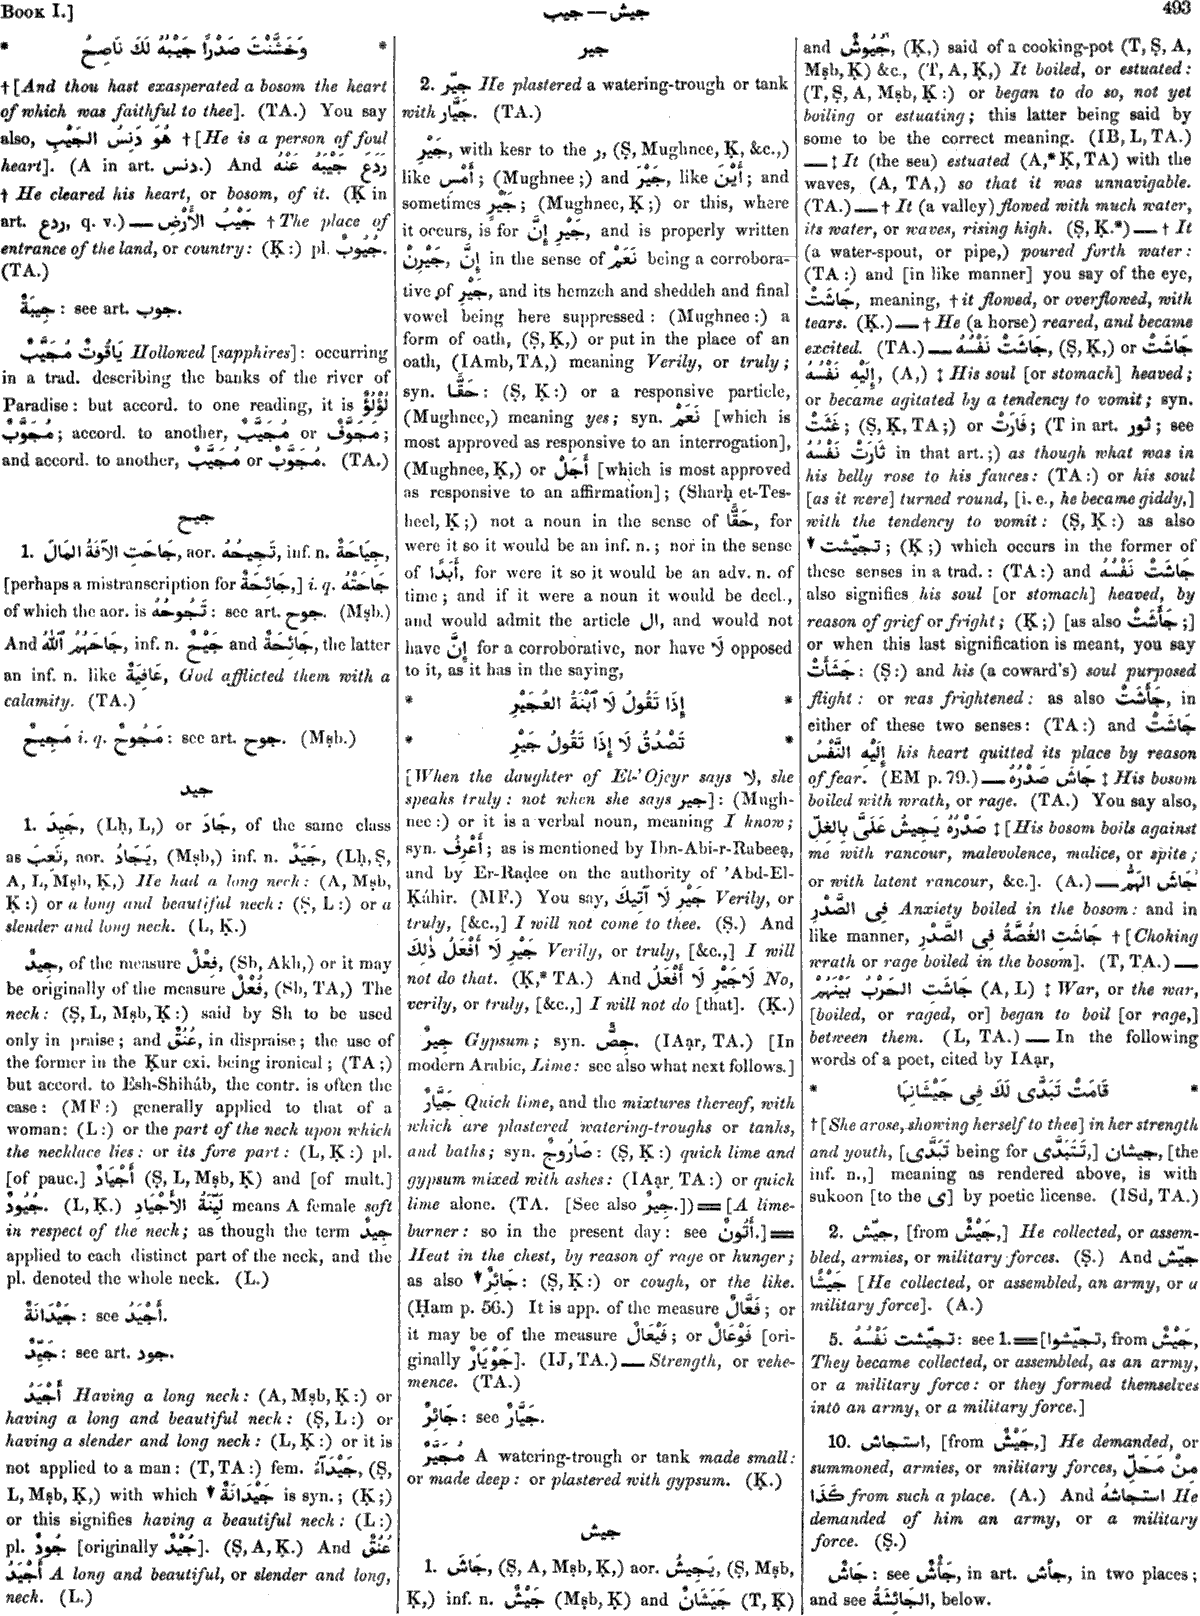 Book I.]
جيب — جيش
493
* وَخَشَّنْتَ صَدْرًا جَيْبُهُ لَكَ نَاصِحُ *
† [And thou hast exasperated a bosom the heart
of which was faithful to thee]. (TA.) You say
also, هُوَ دَنِسُ الجَيْبِ † [He is a person of foul
heart]. (A in art. دنس.) And رَدَعَ جَيْبَهُ عَنْهُ
† He cleared his heart, or bosom, of it. (Ḳ in
art. ردع, q. v.) — جَيْبُ الأَرْضِ † The place of
entrance of the land, or country: (Ḳ:) pl. جُيُوبٌ.
(TA.)
جِيبَةٌ: see art. جوب.
يَاقُوتٌ مُجَيَّبٌ Hollowed [sapphires]: occurring
in a trad. describing the banks of the river of
Paradise: but accord. to one reading, it is لُؤْلُؤٌ
مُجَوَّبٌ; accord. to another, مُجَيَّبٌ or مُجَوَّفٌ;
and accord. to another, مُجَيَّبٌ or مُجَوَّبٌ. (TA.)
جيح
1. جَاحَتِ الآفَةُ المَالَ, aor. تَجِيحُهُ, inf. n. جِيَاحَةٌ,
[perhaps a mistranscription for جَائِحَةٌ,] i. q. جَاحَتْهُ
of which the aor. is تَجُوحُهُ: see art. جوح. (Mṣb.)
And جَاحَهُمُ ٱللّٰهُ, inf. n. جَيْحٌ and جَائِحَةٌ, the latter
an inf. n. like عَافِيَةٌ, God afflicted them with a
calamity. (TA.)
مَجِيحٌ i. q. مَجُوحٌ: see art. جوح. (Mṣb.)
جيد
1. جَيِدَ, (Lḥ, L,) or جَادَ, of the same class
as تَعِبَ, aor. يَجَادُ, (Mṣb,) inf. n. جَيَدٌ, (Lḥ, Ṣ,
A, L, Mṣb, Ḳ,) He had a long neck: (A, Mṣb,
Ḳ:) or a long and beautiful neck: (Ṣ, L:) or a
slender and long neck. (L, Ḳ.)
جِيدٌ, of the measure فِعْلٌ, (Sb, Akh,) or it may
be originally of the measure فُعْلٌ, (Sb, TA,) The
neck: (Ṣ, L, Mṣb, Ḳ:) said by Sh to be used
only in praise; and عُنُقٌ, in dispraise; the use of
the former in the Ḳur cxi. being ironical; (TA;)
but accord. to Esh-Shiháb, the contr. is often the
case: (MF:) generally applied to that of a
woman: (L:) or the part of the neck upon which
the necklace lies: or its fore part: (L, Ḳ:) pl.
[of pauc.] أَجْيَادٌ (Ṣ, L, Mṣb, Ḳ) and [of mult.]
جُيُودٌ. (L, Ḳ.) لَيِّنَةُ الأَجْيَادِ means A female soft
in respect of the neck; as though the term جِيدٌ
applied to each distinct part of the neck, and the
pl. denoted the whole neck. (L.)
جَيْدَانَةٌ: see أَجْيَدُ.
جَيِّدٌ: see art. جود.
أَجْيَدُ Having a long neck: (A, Mṣb, Ḳ:) or
having a long and beautiful neck: (Ṣ, L:) or
having a slender and long neck: (L, Ḳ:) or it is
not applied to a man: (T, TA:) fem. جَيْدَآءُ, (Ṣ,
L, Mṣb, Ḳ,) with which ▼ جَيْدَانَةٌ is syn.; (Ḳ;)
or this signifies having a beautiful neck: (L:)
pl. جُودٌ [originally جُيْدٌ]. (Ṣ, A, Ḳ.) And عُنُقٌ
أَجْيَدُ A long and beautiful, or slender and long,
neck. (L.)
جير
2. جيّر He plastered a watering-trough or tank
with جَيَّار. (TA.)
جَيْرِ, with kesr to the ر, (Ṣ, Mughnee, Ḳ, &c.,)
like أَمْسِ; (Mughnee;) and جَيْرَ, like أَيْنَ; and
sometimes جَيْرٍ; (Mughnee, Ḳ;) or this, where
it occurs, is for جَيْرِ إِنَّ, and is properly written
جَيْرِنْ, إِنَّ in the sense of نَعَمْ being a corrobora-
tive of جَيْرِ, and its hemzeh and sheddeh and final
vowel being here suppressed: (Mughnee:) a
form of oath, (Ṣ, Ḳ,) or put in the place of an
oath, (IAmb, TA,) meaning Verily, or truly;
syn. حَقًّا: (Ṣ, Ḳ:) or a responsive particle,
(Mughnee,) meaning yes; syn. نَعَمْ [which is
most approved as responsive to an interrogation],
(Mughnee, Ḳ,) or أَجَلْ [which is most approved
as responsive to an affirmation]; (Sharḥ et-Tes-
heel, Ḳ;) not a noun in the sense of حَقًّا, for
were it so it would be an inf. n.; nor in the sense
of أَبَدًا, for were it so it would be an adv. n. of
time; and if it were a noun it would be decl.,
and would admit the article ال, and would not
have إِنَّ for a corroborative, nor have لَا opposed
to it, as it has in the saying,
* إِذَا تَقُولُ لَا ٱبْنَةُ العُجَيْرِ *
* تَصْدُقُ لَا إِذَا تَقُولُ جَيْرِ *
[When the daughter of El-'Ojeyr says لا, she
speaks truly: not when she says جير]: (Mugh-
nee:) or it is a verbal noun, meaning I know;
syn. أَعْرِفُ; as is mentioned by Ibn-Abi-r-Rabeea,
and by Er-Raḍee on the authority of 'Abd-El-
Ḳáhir. (MF.) You say, جَيْرِ لَا آتِيكَ Verily, or
truly, [&c.,] I will not come to thee. (Ṣ.) And
جَيْرِ لَا أَفْعَلُ ذٰلِكَ Verily, or truly, [&c.,] I will
not do that. (Ḳ,* TA.) And لَاجَيْرِ لَا أَفْعَلُ No,
verily, or truly, [&c.,] I will not do [that]. (Ḳ.)
جِيرٌ Gypsum; syn. جِصٌّ. (IAạr, TA.) [In
modern Arabic, Lime: see also what next follows.]
جَيَّارٌ Quick lime, and the mixtures thereof, with
which are plastered watering-troughs or tanks,
and baths; syn. صَارُوجٌ: (Ṣ, Ḳ:) quick lime and
gypsum mixed with ashes: (IAạr, TA:) or quick
lime alone. (TA. [See also جِيرٌ.]) = [A lime-
burner: so in the present day: see أَتُّونٌ.] =
Heat in the chest, by reason of rage or hunger;
as also ▼ جَائِرٌ: (Ṣ, Ḳ:) or cough, or the like.
(Ḥam p. 56.) It is app. of the measure فَعَّالٌ; or
it may be of the measure فَيْعَالٌ; or فَوْعَالٌ [ori-
ginally جَوْيَارٌ]. (IJ, TA.) — Strength, or vehe-
mence. (TA.)
جَائِرٌ: see جَيَّارٌ.
مُجَيَّرٌ A watering-trough or tank made small:
or made deep: or plastered with gypsum. (Ḳ.)
جيش
1. جَاشَ, (Ṣ, A, Mṣb, Ḳ,) aor. يَجِيشُ, (Ṣ, Mṣb,
Ḳ,) inf. n. جَيْشٌ (Mṣb, Ḳ) and جَيَشَانٌ (T, Ḳ)
and جُيُوشٌ, (Ḳ,) said of a cooking-pot (T, Ṣ, A,
Mṣb, Ḳ) &c., (T, A, Ḳ,) It boiled, or estuated:
(T, Ṣ, A, Mṣb, Ḳ:) or began to do so, not yet
boiling or estuating; this latter being said by
some to be the correct meaning. (IB, L, TA.)
— ‡ It (the sea) estuated (A,* Ḳ, TA) with the
waves, (A, TA,) so that it was unnavigable.
(TA.) — † It (a valley) flowed with much water,
its water, or waves, rising high. (Ṣ, Ḳ.*) — † It
(a water-spout, or pipe,) poured forth water:
(TA:) and [in like manner] you say of the eye,
جَاشَتْ, meaning, † it flowed, or overflowed, with
tears. (Ḳ.) — † He (a horse) reared, and became
excited. (TA.) — جَاشَتْ نَفْسُهُ, (Ṣ, Ḳ,) or جَاشَتْ
إِلَيْهِ نَفْسُهُ, (A,) ‡ His soul [or stomach] heaved;
or became agitated by a tendency to vomit; syn.
غَثَتْ; (Ṣ, Ḳ, TA;) or فَارَتْ; (T in art. ثور; see
ثَارَتْ نَفْسُهُ in that art.;) as though what was in
his belly rose to his fauces: (TA:) or his soul
[as it were] turned round, [i. e., he became giddy,]
with the tendency to vomit: (Ṣ, Ḳ:) as also
▼ تجيّشت; (Ḳ;) which occurs in the former of
these senses in a trad.: (TA:) and جَاشَتْ نَفْسُهُ
also signifies his soul [or stomach] heaved, by
reason of grief or fright; (Ḳ;) [as also جَأَشَتْ;]
or when this last signification is meant, you say
جَشَأَتْ: (Ṣ:) and his (a coward's) soul purposed
flight: or was frightened: as also جَأَشَتْ, in
either of these two senses: (TA:) and جَاشَتْ
إِلَيْهِ النَّفْسُ his heart quitted its place by reason
of fear. (EM p. 79.) — جَاشَ صَدْرُهُ ‡ His bosom
boiled with wrath, or rage. (TA.) You say also,
صَدْرُهُ يَجِيشُ عَلَىَّ بِالغِلِّ ‡ [His bosom boils against
me with rancour, malevolence, malice, or spite;
or with latent rancour, &c.]. (A.) — جَاشَ الهَمُّ
فِى الصَّدْرِ Anxiety boiled in the bosom: and in
like manner, جَاشَتِ الغُصَّةُ فِى الصَّدْرِ † [Choking
wrath or rage boiled in the bosom]. (T, TA.) —
جَاشَتِ الحَرْبُ بَيْنَهُمْ (A, L) ‡ War, or the war,
[boiled, or raged, or] began to boil [or rage,]
between them. (L, TA.) — In the following
words of a poet, cited by IAạr,
* قَامَتْ تَبَدَّى لَكَ فِى جَيْشَانِهَا *
† [She arose, showing herself to thee] in her strength
and youth, [تَبَدَّى being for تَتَبَدَّى,] جيشان, [the
inf. n.,] meaning as rendered above, is with
sukoon [to the ى] by poetic license. (ISd, TA.)
2. جيّش, [from جَيْشٌ,] He collected, or assem-
bled, armies, or military forces. (Ṣ.) And جيّش
جَيْشًا [He collected, or assembled, an army, or a
military force]. (A.)
5. تجيّشت نَفْسُهُ: see 1. = [تجيّشوا, from جَيْشٌ,
They became collected, or assembled, as an army,
or a military force: or they formed themselves
into an army, or a military force.]
10. استجاش, [from جَيْشٌ,] He demanded, or
summoned, armies, or military forces, مِنْ مَحَلِّ
كَذَا from such a place. (A.) And استجاشهُ He
demanded of him an army, or a military
force. (Ṣ.)
جَاشٌ: see جَأْشٌ, in art. جأش, in two places;
and see الجَائِشَةُ, below.